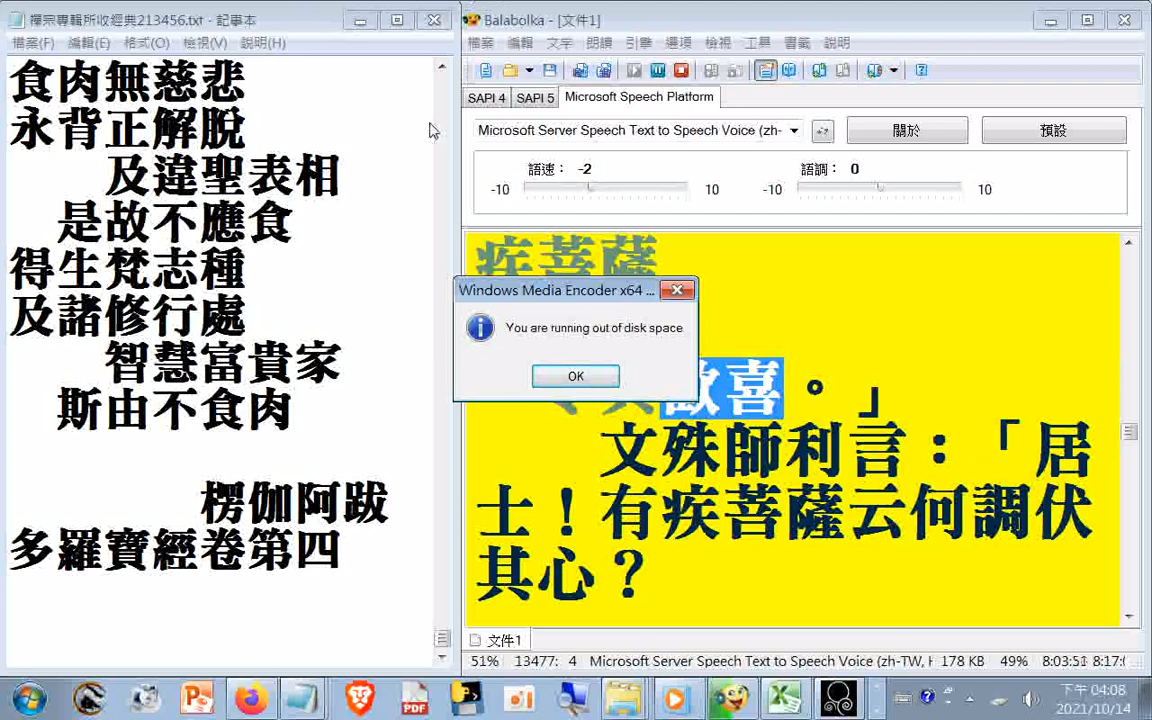 禪宗專輯所收經典213456.txt - 記事本
檔案(F) 編輯(E) 格式(O) 檢視(V) 說明(H)
食肉無慈悲
永背正解脫
及違聖表相
是故不應食
得生梵志種
及諸修行處
智慧富貴家
斯由不食肉
楞伽阿跋
多羅寶經卷第四
Balabolka - [文件1]
檔案 編輯 文字 朗讀 引擎 選項 檢視 工具 書籤 說明
SAPI 4 SAPI 5 Microsoft Speech Platform
Microsoft Server Speech Text to Speech Voice (zh-
關於 預設
語速： -2 語調： 0
-10 10 -10 10
疾菩薩
Windows Media Encoder x64 ...
You are running out of disk space.
OK
歡喜。」
文殊師利言：「居
士！有疾菩薩云何調伏
其心？
文件1
51% 13477: 4 Microsoft Server Speech Text to Speech Voice (zh-TW, 178 KB 49% 8:03:51
下午 04:08
2021/10/14